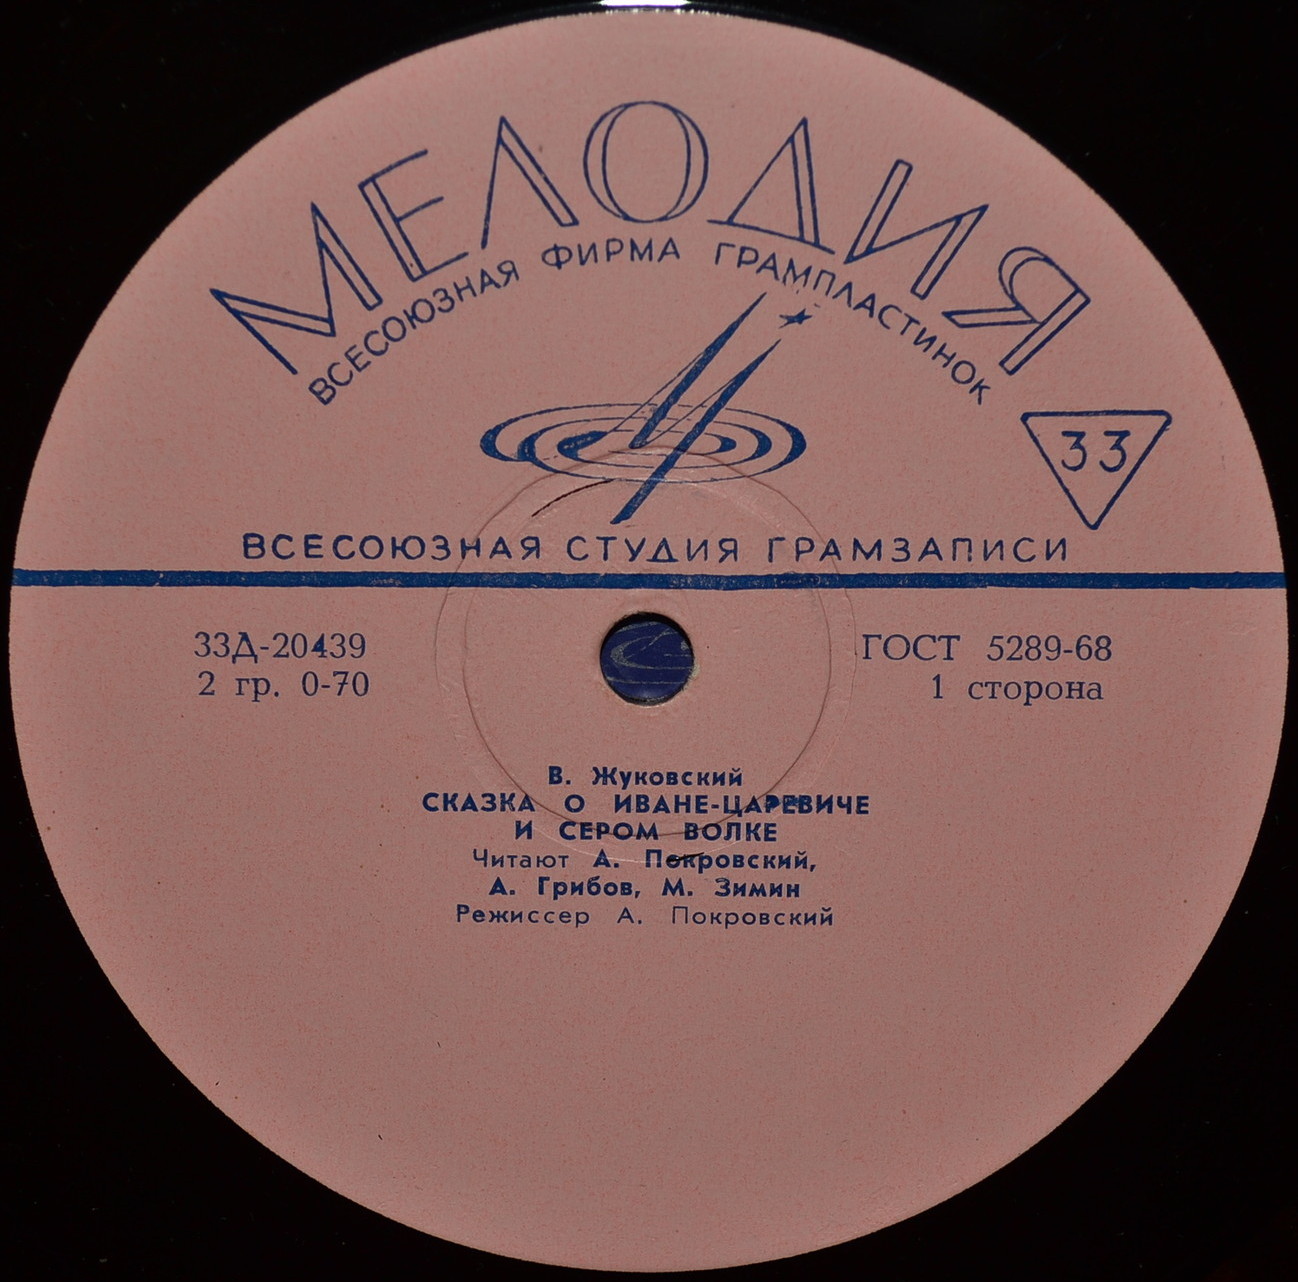 МЕЛОДИЯ
ВСЕСОЮЗНАЯ ФИРМА ГРАМПЛАСТИНОК
33
ВСЕСОЮЗНАЯ СТУДИЯ ГРАМЗАПИСИ
33Д-20439
2 гр. 0-70
ГОСТ 5289-68
1 сторона
В. Жуковский
СКАЗКА О ИВАНЕ-ЦАРЕВИЧЕ
И СЕРОМ ВОЛКЕ
Читают А. Покровский,
А. Грибов, М. Зимин
Режиссер А. Покровский